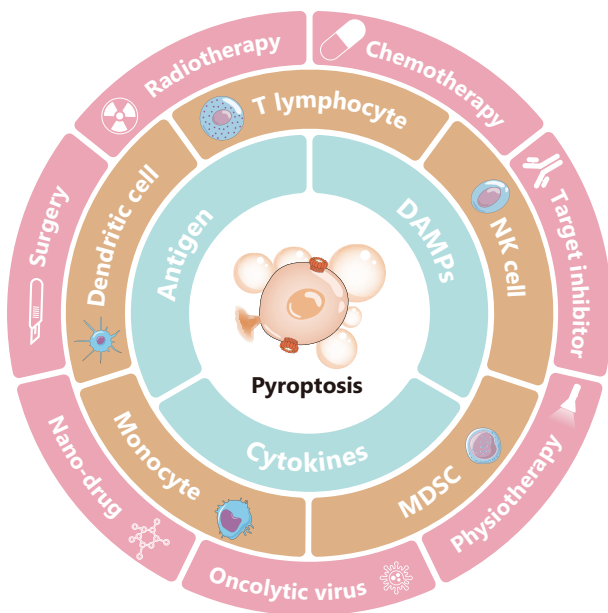 Radiotherapy
Chemotherapy
Target inhibitor
Physiotherapy
Oncolytic virus
Nano-drug
Surgery
T lymphocyte
NK cell
MDSC
Monocyte
Dendritic cell
Antigen
DAMPs
Cytokines
Pyroptosis